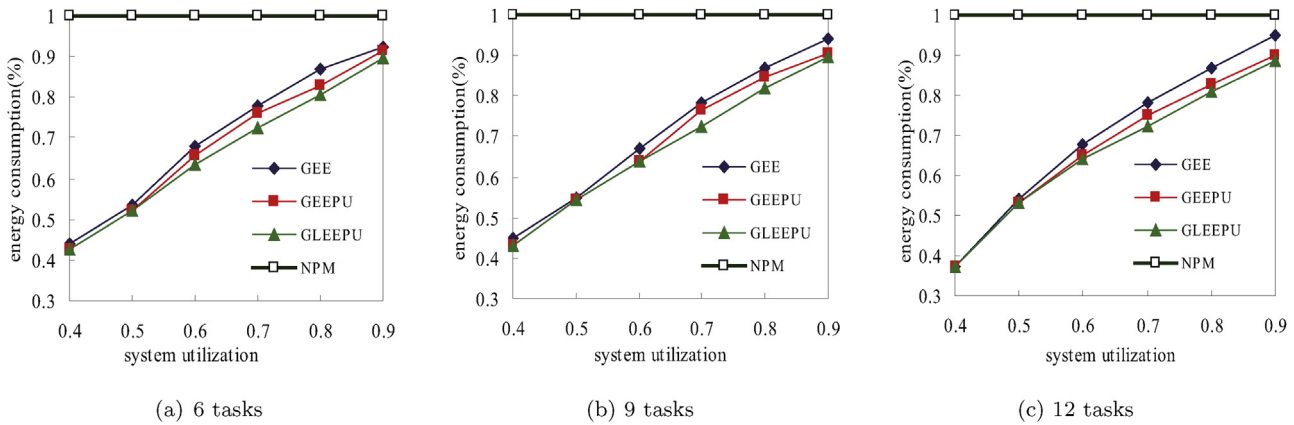 1
0.9
0.8
0.7
0.6
0.5
0.4
0.3
energy consumption(%)
GEE
GEEPU
GLEEPU
NPM
0.4 0.5 0.6 0.7 0.8 0.9
system utilization
(a) 6 tasks
1
0.9
0.8
0.7
0.6
0.5
0.4
0.3
energy consumption(%)
GEE
GEEPU
GLEEPU
NPM
0.4 0.5 0.6 0.7 0.8 0.9
system utilization
(b) 9 tasks
1
0.9
0.8
0.7
0.6
0.5
0.4
0.3
energy consumption(%)
GEE
GEEPU
GLEEPU
NPM
0.4 0.5 0.6 0.7 0.8 0.9
system utilization
(c) 12 tasks